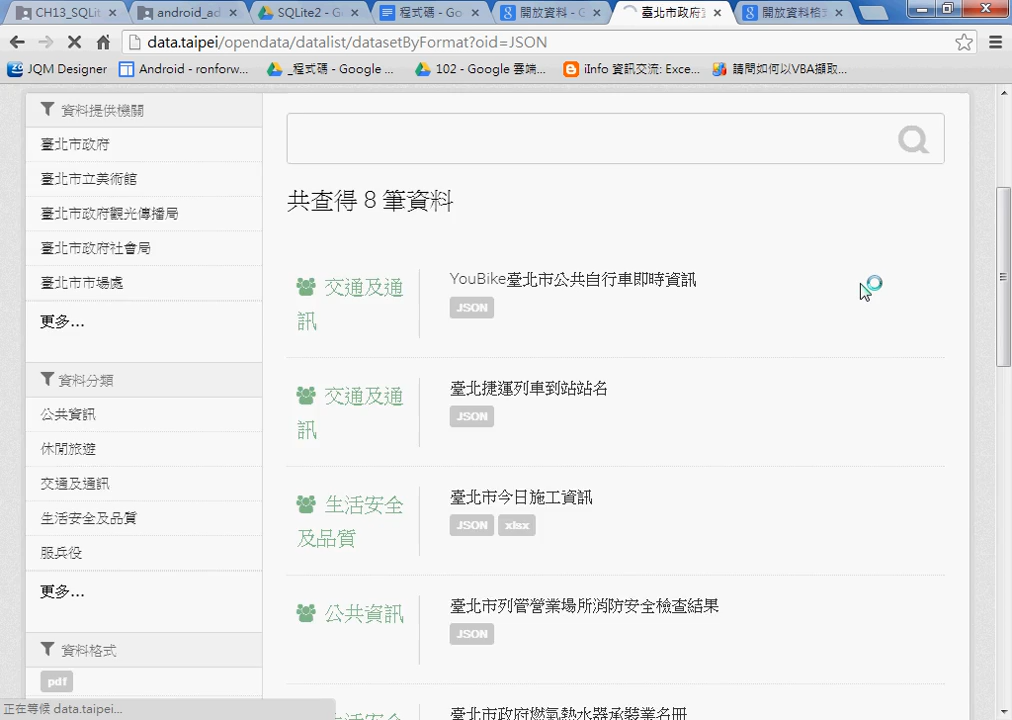 CH13_SQLit
android_ad
SQLite2 - Go
程式碼 - Go
開放資料 - G
臺北市政府
開放資料格
data.taipei/opendata/datalist/datasetByFormat?oid=JSON
JQM Designer
Android - ronforw...
_程式碼 - Google ...
102 - Google 雲端...
iInfo 資訊交流: Exce...
請問如何以VBA擷取...
資料提供機關
臺北市政府
臺北市立美術館
臺北市政府觀光傳播局
臺北市政府社會局
臺北市市場處
更多...
資料分類
公共資訊
休閒旅遊
交通及通訊
生活安全及品質
服兵役
更多...
資料格式
pdf
共查得 8 筆資料
交通及通
訊
YouBike臺北市公共自行車即時資訊
JSON
交通及通
訊
臺北捷運列車到站站名
JSON
生活安全
及品質
臺北市今日施工資訊
JSON xlsx
公共資訊
臺北市列管營業場所消防安全檢查結果
JSON
生活安全
臺北市政府燃氣熱水器承裝業名冊
正在等候 data.taipei...